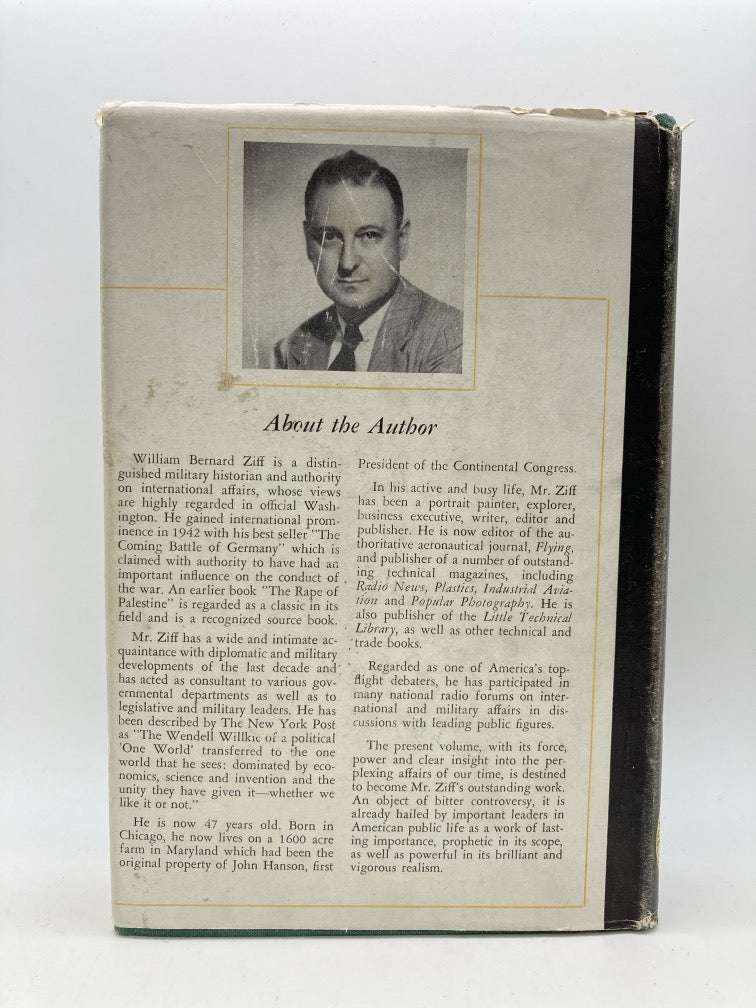 About the Author
William Bernard Ziff is a distin-
guished military historian and authority
on international affairs, whose views
are highly regarded in official Wash-
ington. He gained international prom-
inence in 1942 with his best seller "The
Coming Battle of Germany" which is
claimed with authority to have had an
important influence on the conduct of
the war. An earlier book "The Rape of
Palestine" is regarded as a classic in its
field and is a recognized source book.
Mr. Ziff has a wide and intimate ac-
quaintance with diplomatic and military
developments of the last decade and
has acted as consultant to various gov-
ernmental departments as well as to
legislative and military leaders. He has
been described by The New York Post
as "The Wendell Willkie of a political
'One World' transferred to the one
world that he sees: dominated by eco-
nomics, science and invention and the
unity they have given it—whether we
like it or not."
He is now 47 years old. Born in
Chicago, he now lives on a 1600 acre
farm in Maryland which had been the
original property of John Hanson, first
President of the Continental Congress.
In his active and busy life, Mr. Ziff
has been a portrait painter, explorer,
business executive, writer, editor and
publisher. He is now editor of the au-
thoritative aeronautical journal, Flying,
and publisher of a number of outstand-
ing technical magazines, including
Radio News, Plastics, Industrial Avia-
tion and Popular Photography. He is
also publisher of the Little Technical
Library, as well as other technical and
trade books.
Regarded as one of America's top-
flight debaters, he has participated in
many national radio forums on inter-
national and military affairs in dis-
cussions with leading public figures.
The present volume, with its force,
power and clear insight into the per-
plexing affairs of our time, is destined
to become Mr. Ziff's outstanding work.
An object of bitter controversy, it is
already hailed by important leaders in
American public life as a work of last-
ing importance, prophetic in its scope,
as well as powerful in its brilliant and
vigorous realism.